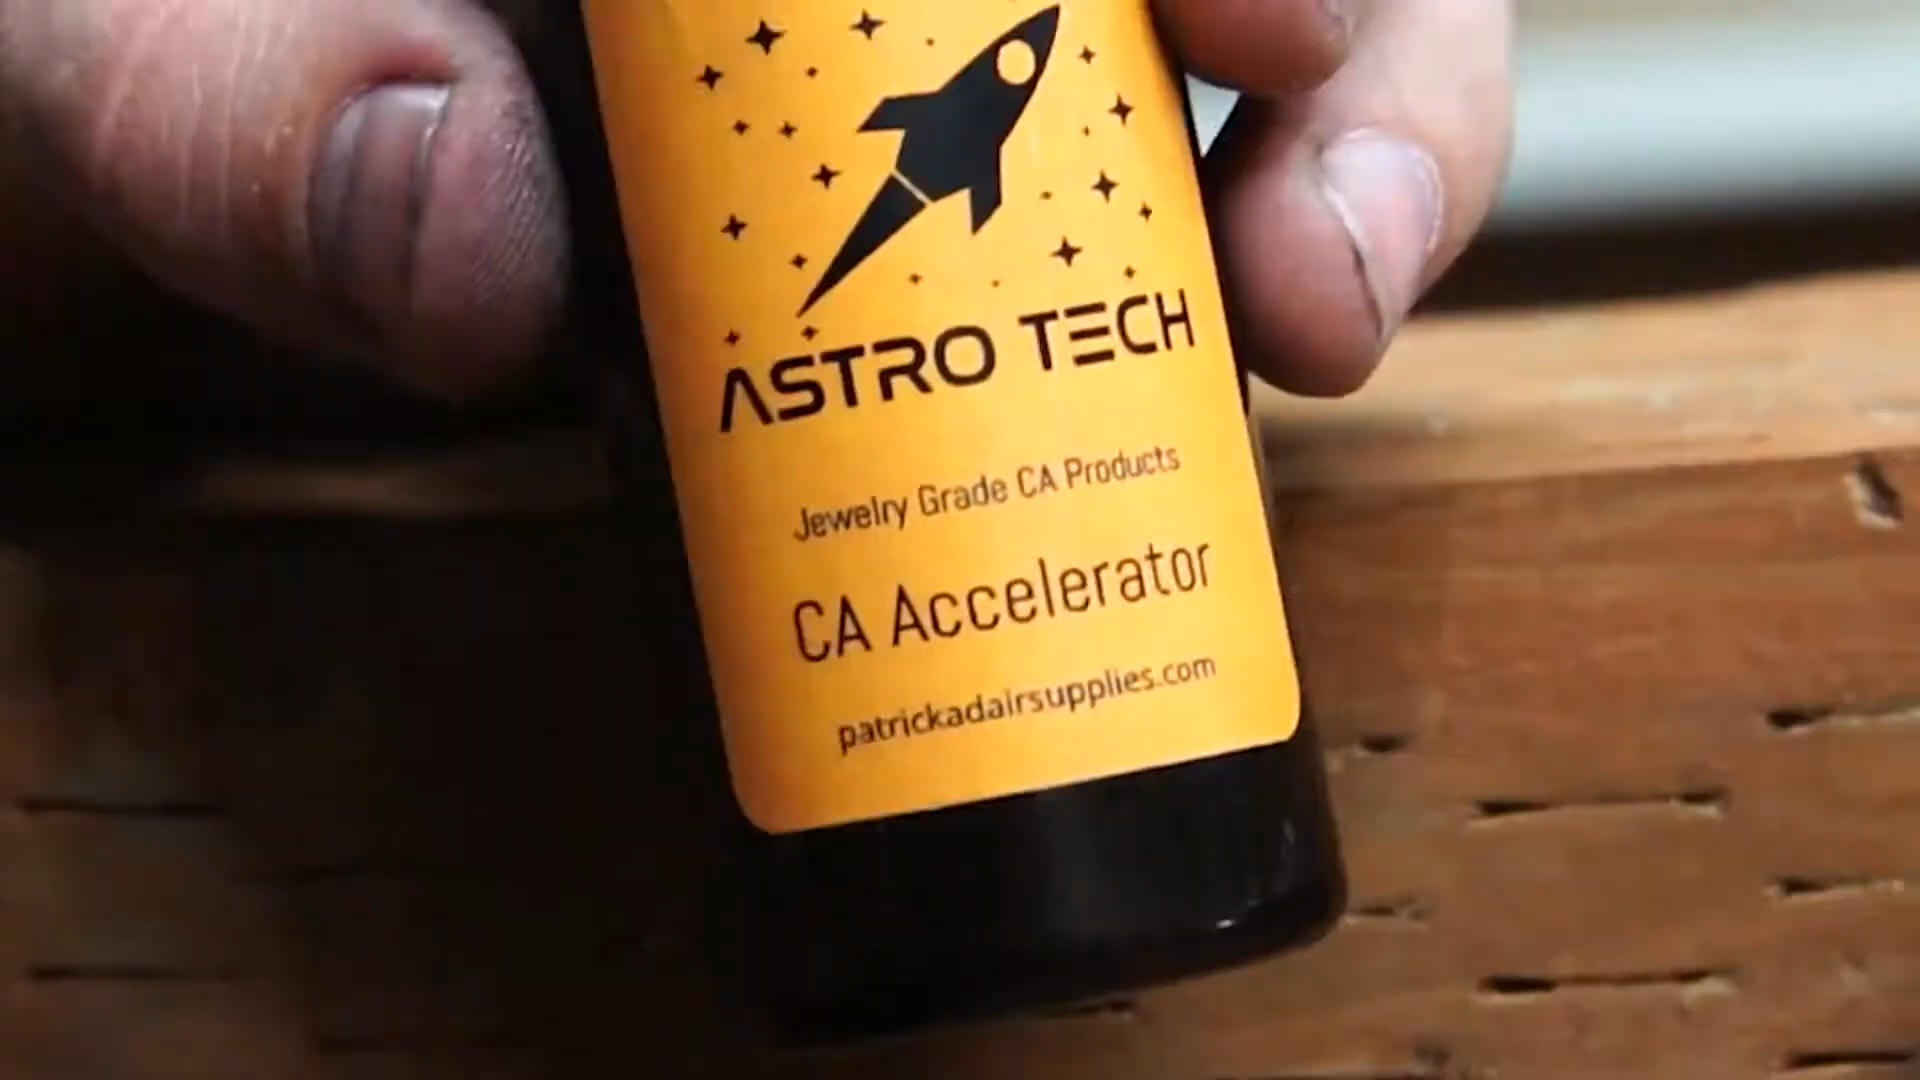 ASTRO TECH
Jewelry Grade CA Products
CA Accelerator
patrickadairsupplies.com